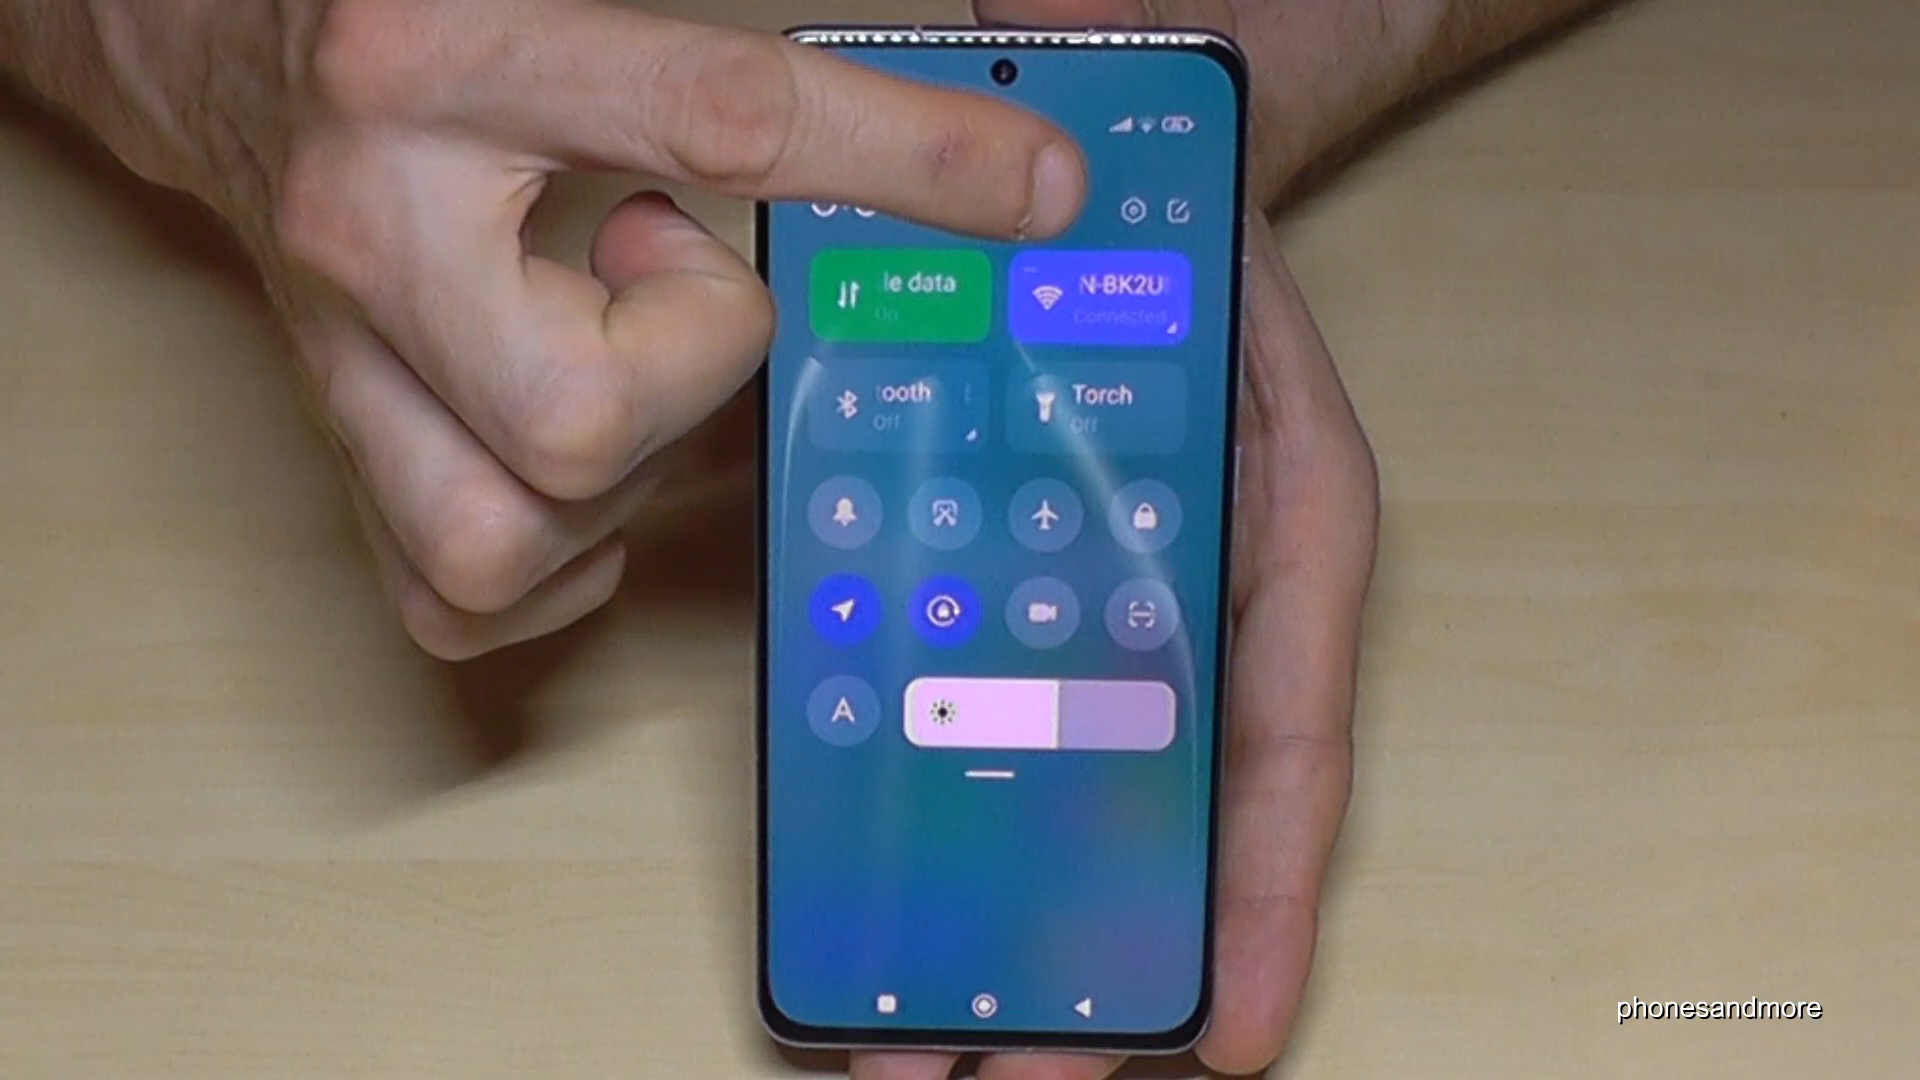 le data
On
N-BK2U
Connected
tooth
Off
Torch
Off
A
phonesandmore